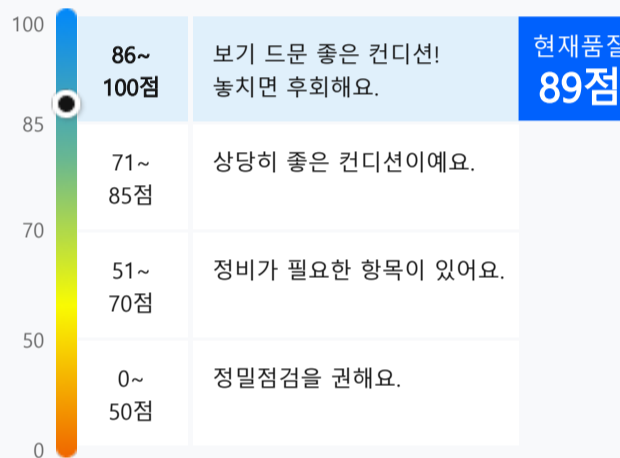 100
86~
100점
보기 드문 좋은 컨디션!
놓치면 후회해요.
현재품질
89점
85
71~
85점
상당히 좋은 컨디션이예요.
70
51~
70점
정비가 필요한 항목이 있어요.
50
0~
50점
정밀점검을 권해요.
0